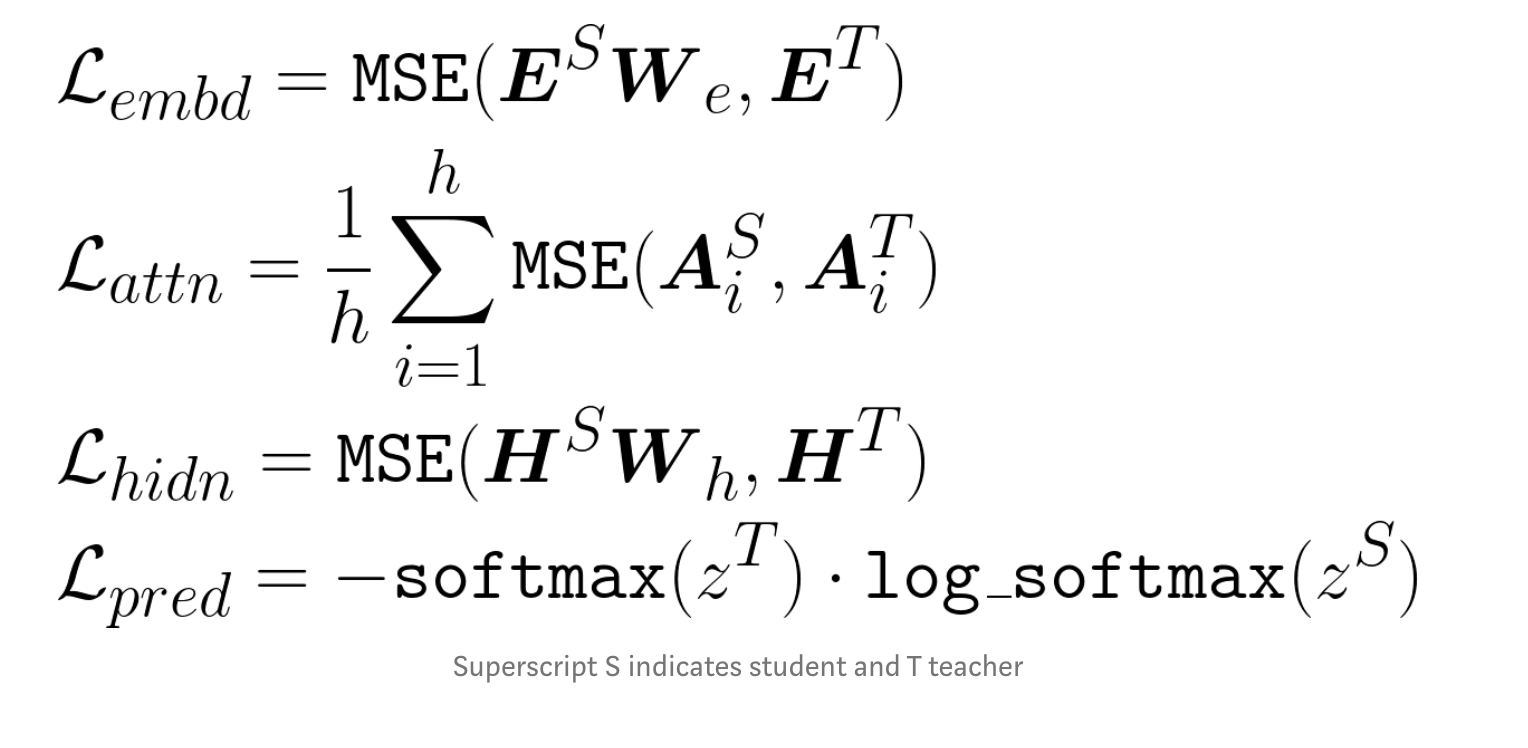 $\mathcal{L}_{embd} = \texttt{MSE}(\boldsymbol{E}^S \boldsymbol{W}_e, \boldsymbol{E}^T)$
$\mathcal{L}_{attn} = \frac{1}{h} \sum_{i=1}^{h} \texttt{MSE}(\boldsymbol{A}_i^S, \boldsymbol{A}_i^T)$
$\mathcal{L}_{hidn} = \texttt{MSE}(\boldsymbol{H}^S \boldsymbol{W}_h, \boldsymbol{H}^T)$
$\mathcal{L}_{pred} = -\texttt{softmax}(z^T) \cdot \texttt{log\_softmax}(z^S)$
Superscript S indicates student and T teacher